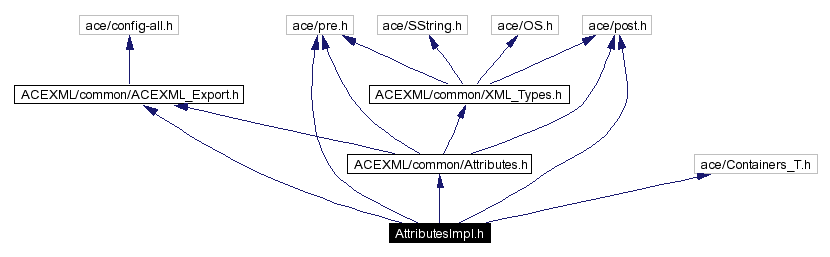 ace/config-all.h
ace/pre.h
ace/SString.h
ace/OS.h
ace/post.h
ACEXML/common/ACEXML_Export.h
ACEXML/common/XML_Types.h
ACEXML/common/Attributes.h
ace/Containers_T.h
AttributesImpl.h